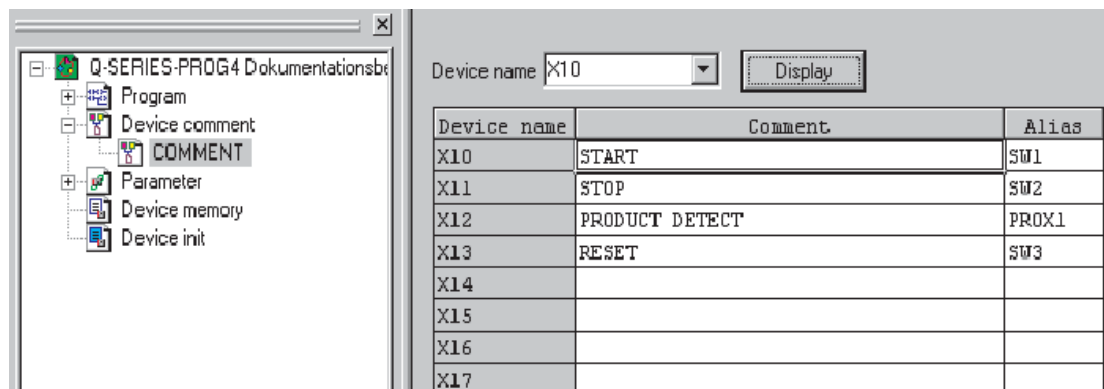 Q-SERIES-PROG4 Dokumentationsbe
Program
Device comment
COMMENT
Parameter
Device memory
Device init
Device name X10 Display
Device name Comment Alias
X10 START SW1
X11 STOP SW2
X12 PRODUCT DETECT PROX1
X13 RESET SW3
X14
X15
X16
X17